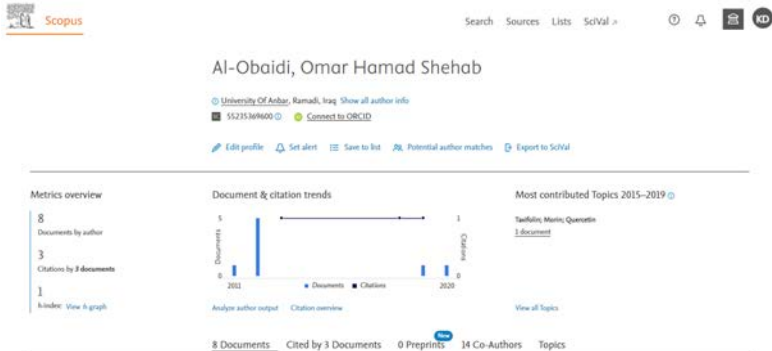 Scopus
Search Sources Lists SciVal ↗
KD
Al-Obaidi, Omar Hamad Shehab
University Of Anbar, Ramadi, Iraq Show all author info
55235369600 Connect to ORCID
Edit profile Set alert Save to list Potential author matches Export to SciVal
Metrics overview
8
Documents by author
3
Citations by 3 documents
1
h-index: View h-graph
Document & citation trends
5
1
Documents
Citations
0
0
2011
Documents Citations
2020
Analyze author output Citation overview
Most contributed Topics 2015–2019
Taxifolin; Morin; Quercetin
1 document
View all Topics
New
8 Documents Cited by 3 Documents 0 Preprints 14 Co-Authors Topics